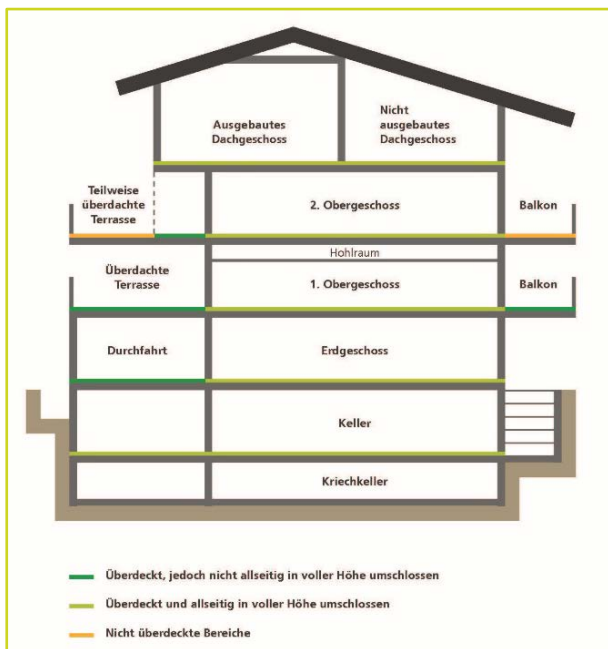 Ausgebautes
Dachgeschoss
Nicht
ausgebautes
Dachgeschoss
Teilweise
überdachte
Terrasse
2. Obergeschoss
Balkon
Hohlraum
Überdachte
Terrasse
1. Obergeschoss
Balkon
Durchfahrt
Erdgeschoss
Keller
Kriechkeller
Überdeckt, jedoch nicht allseitig in voller Höhe umschlossen
Überdeckt und allseitig in voller Höhe umschlossen
Nicht überdeckte Bereiche